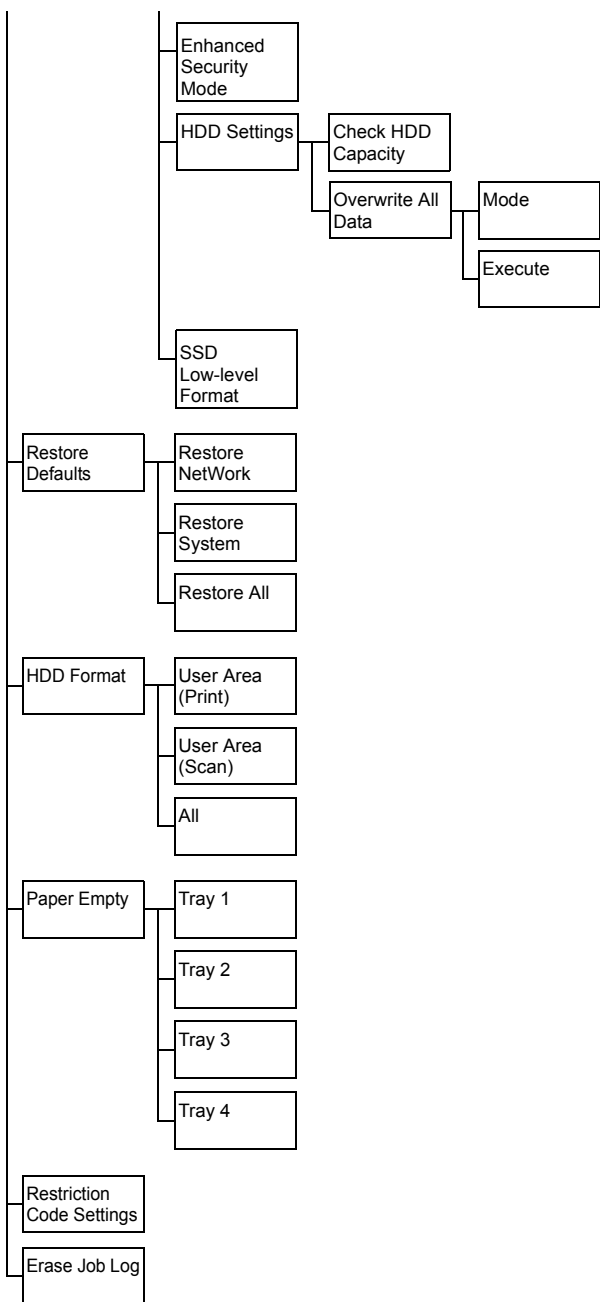 Enhanced
Security
Mode
HDD Settings
Check HDD
Capacity
Overwrite All
Data
Mode
Execute
SSD
Low-level
Format
Restore
Defaults
Restore
NetWork
Restore
System
Restore All
HDD Format
User Area
(Print)
User Area
(Scan)
All
Paper Empty
Tray 1
Tray 2
Tray 3
Tray 4
Restriction
Code Settings
Erase Job Log